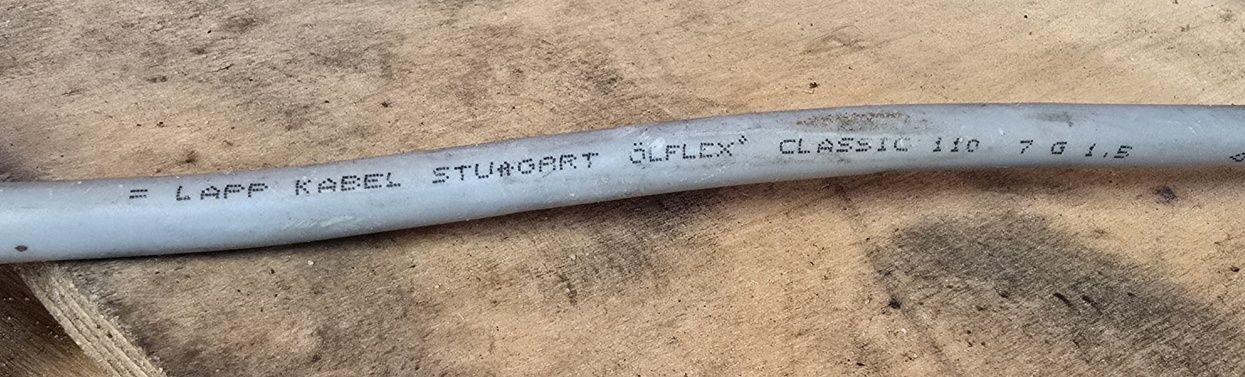 = LAPP KABEL STUTTGART ÖLFLEX® CLASSIC 110 7 G 1,5